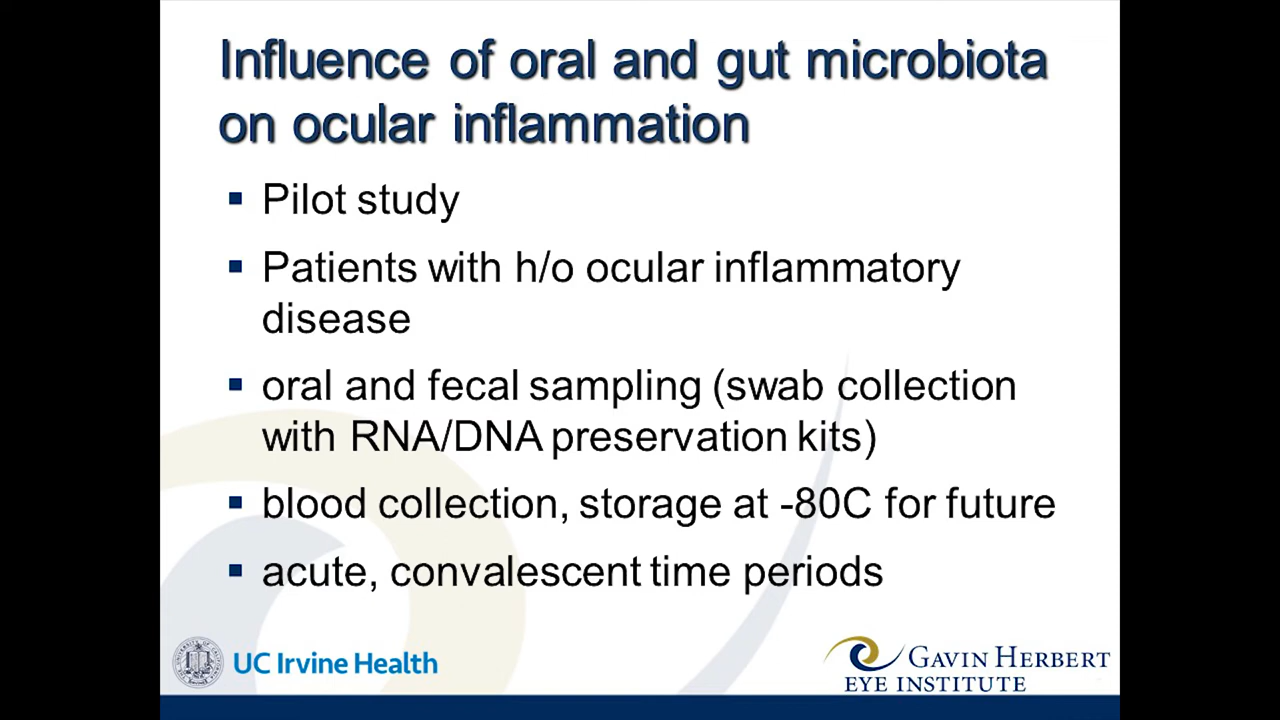 Influence of oral and gut microbiota
on ocular inflammation
▪ Pilot study
▪ Patients with h/o ocular inflammatory
disease
▪ oral and fecal sampling (swab collection
with RNA/DNA preservation kits)
▪ blood collection, storage at -80C for future
▪ acute, convalescent time periods
UC Irvine Health
GAVIN HERBERT
EYE INSTITUTE